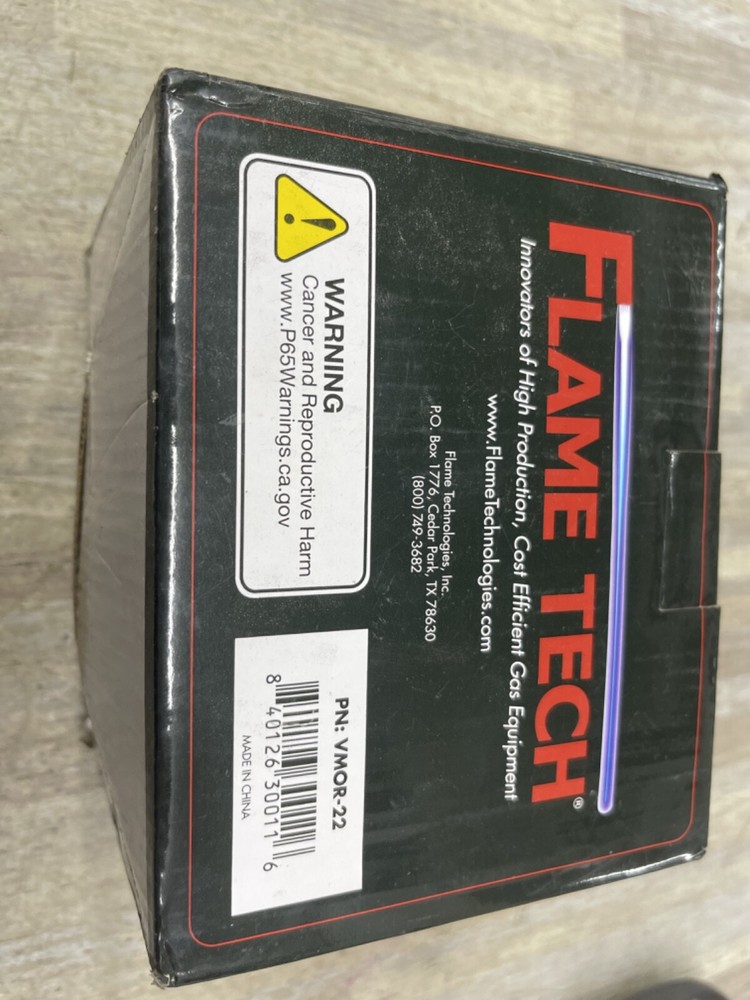 FLAME TECH®
Innovators of High Production, Cost Efficient Gas Equipment
www.FlameTechnologies.com
Flame Technologies, Inc.
P.O. Box 1776, Cedar Park, TX 78630
(800) 749-3682
WARNING
Cancer and Reproductive Harm
www.P65Warnings.ca.gov
PN: VMOR-22
8 40126 30011 6
MADE IN CHINA